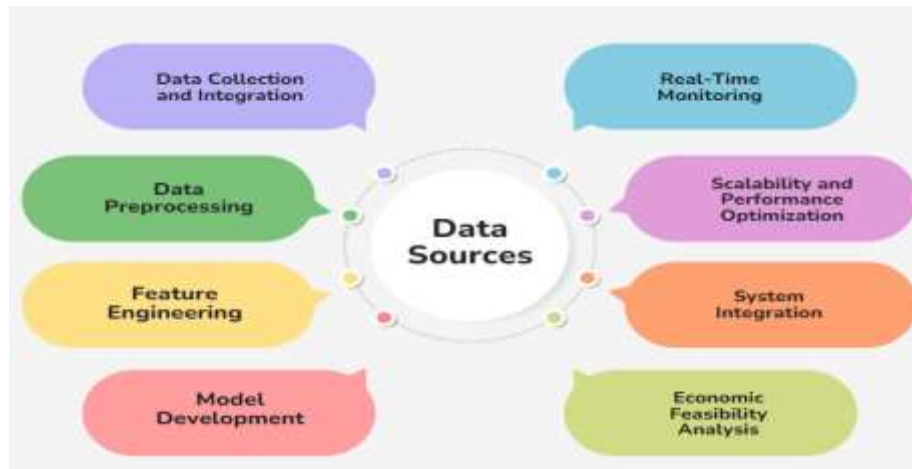 Data Collection
and Integration
Data
Preprocessing
Feature
Engineering
Model
Development
Data
Sources
Real-Time
Monitoring
Scalability and
Performance
Optimization
System
Integration
Economic
Feasibility
Analysis